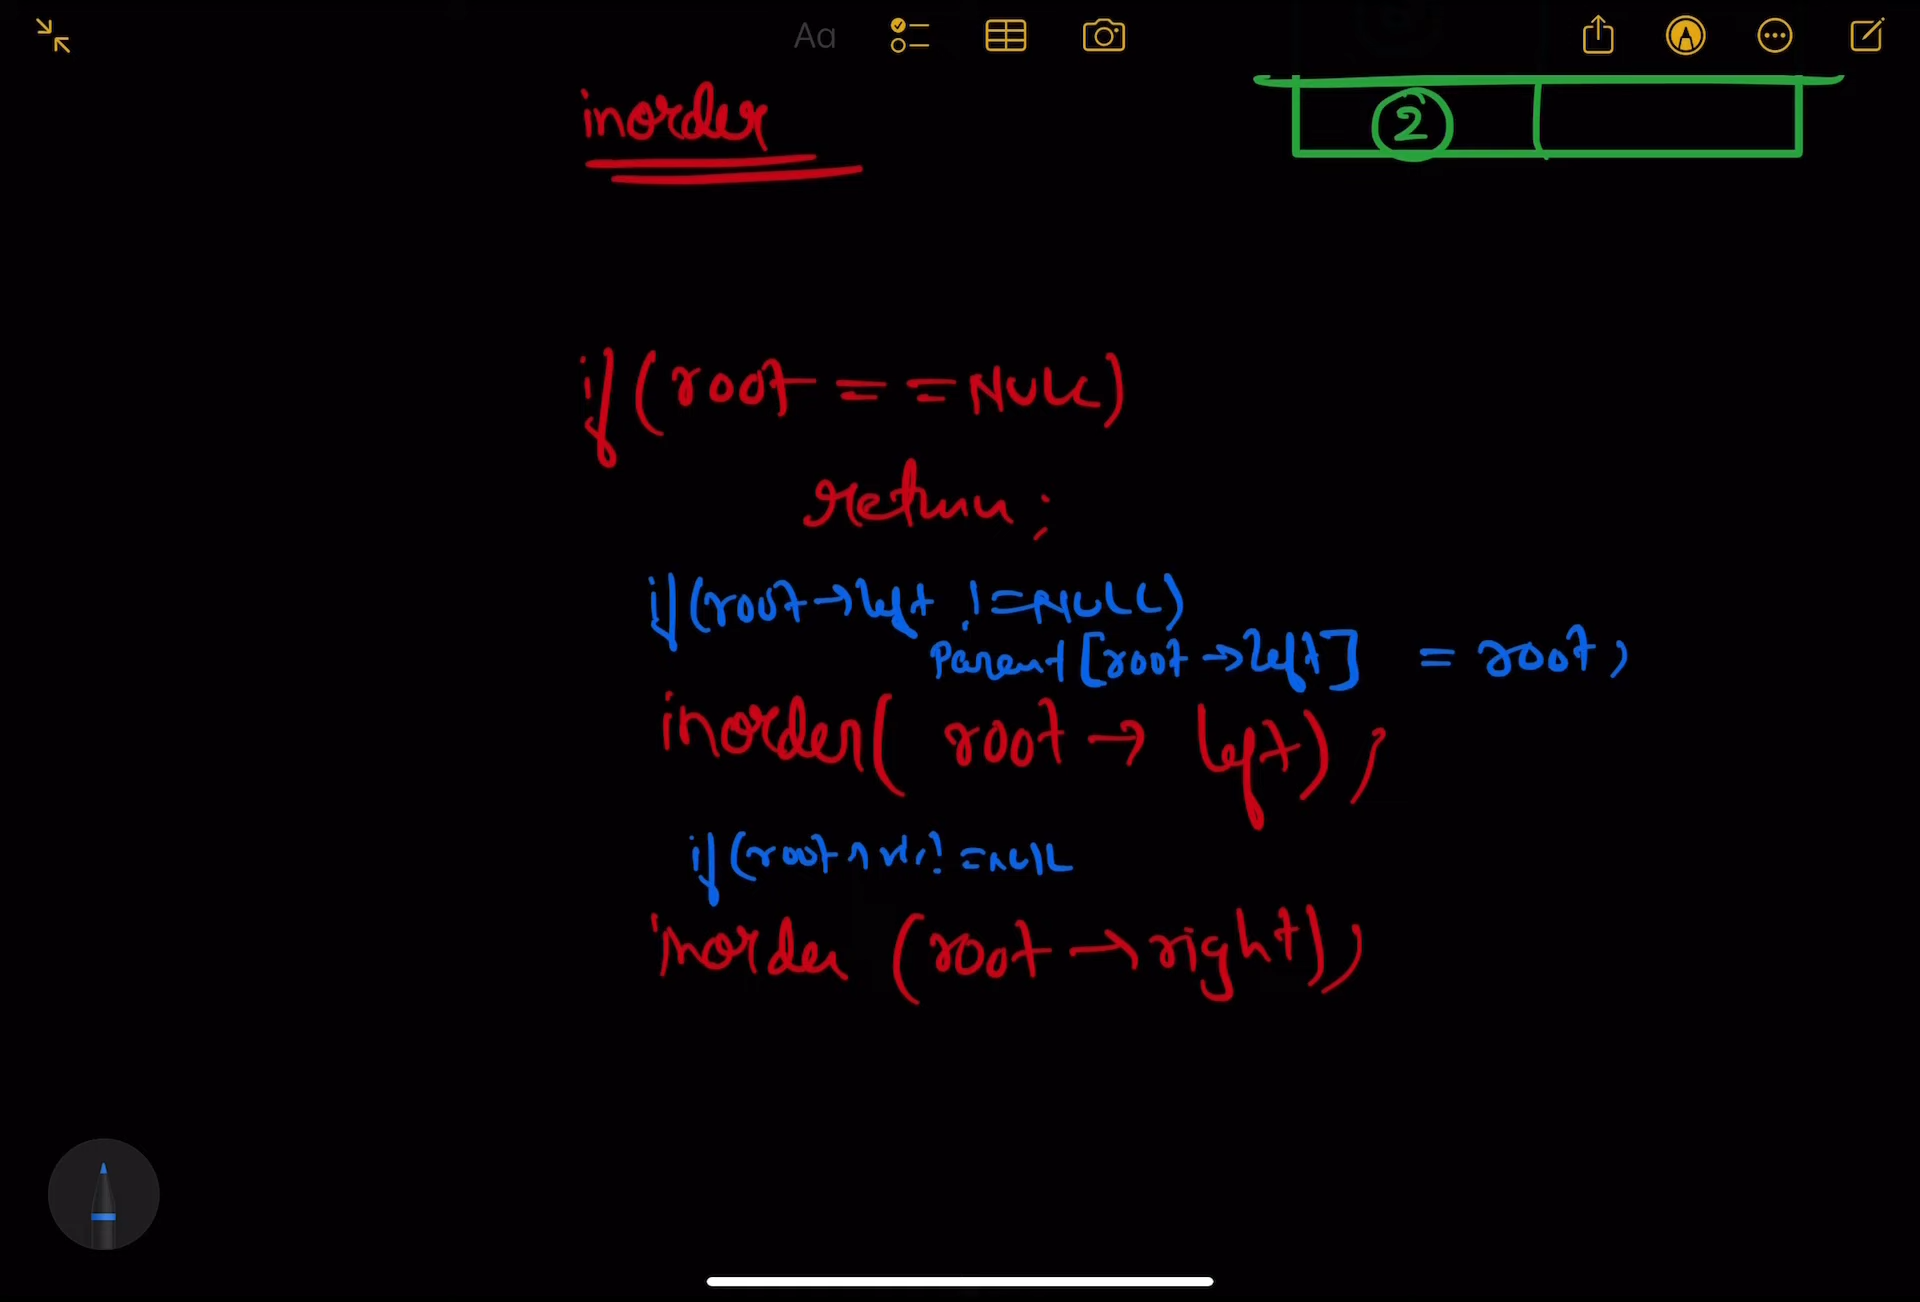 Aa
inorder
2
if (root == NULL)
return;
if (root → left != NULL)
Parent [root → left] = root;
inorder( root → left);
if (root → != NULL
inorder (root → right);